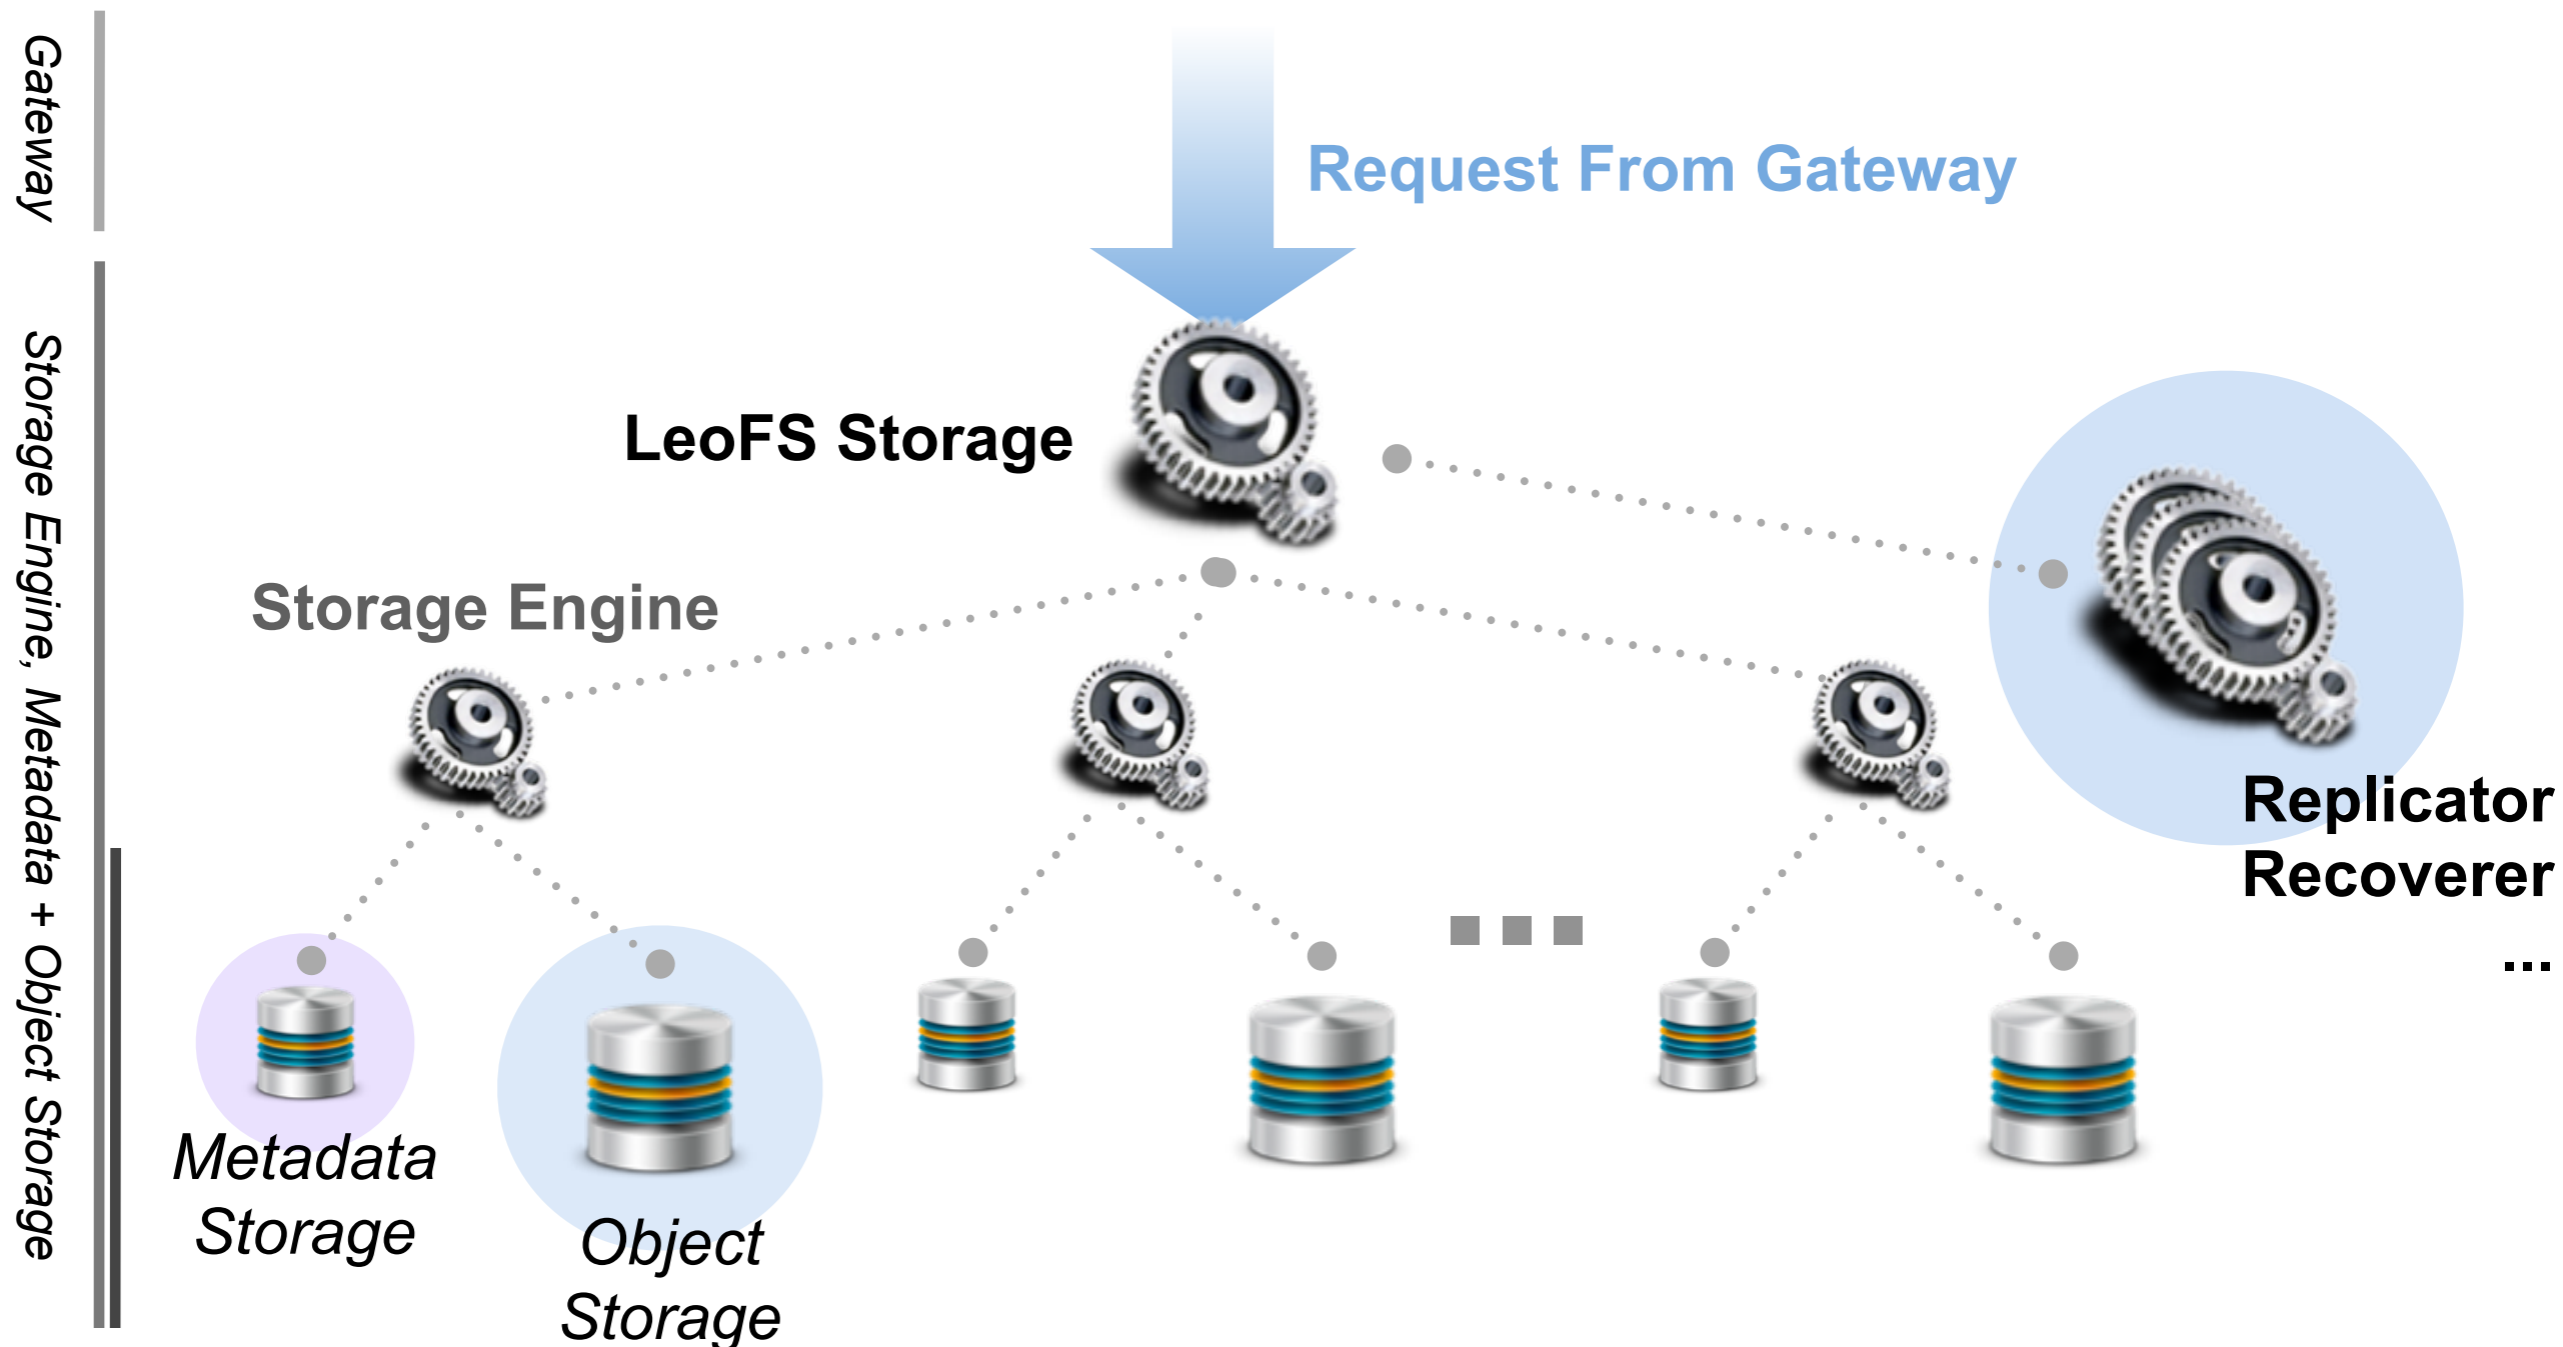 Gateway
Request From Gateway
LeoFS Storage
Storage Engine
Storage Engine, Metadata + Object Storage
Replicator
Recoverer
...
Metadata
Storage
Object
Storage